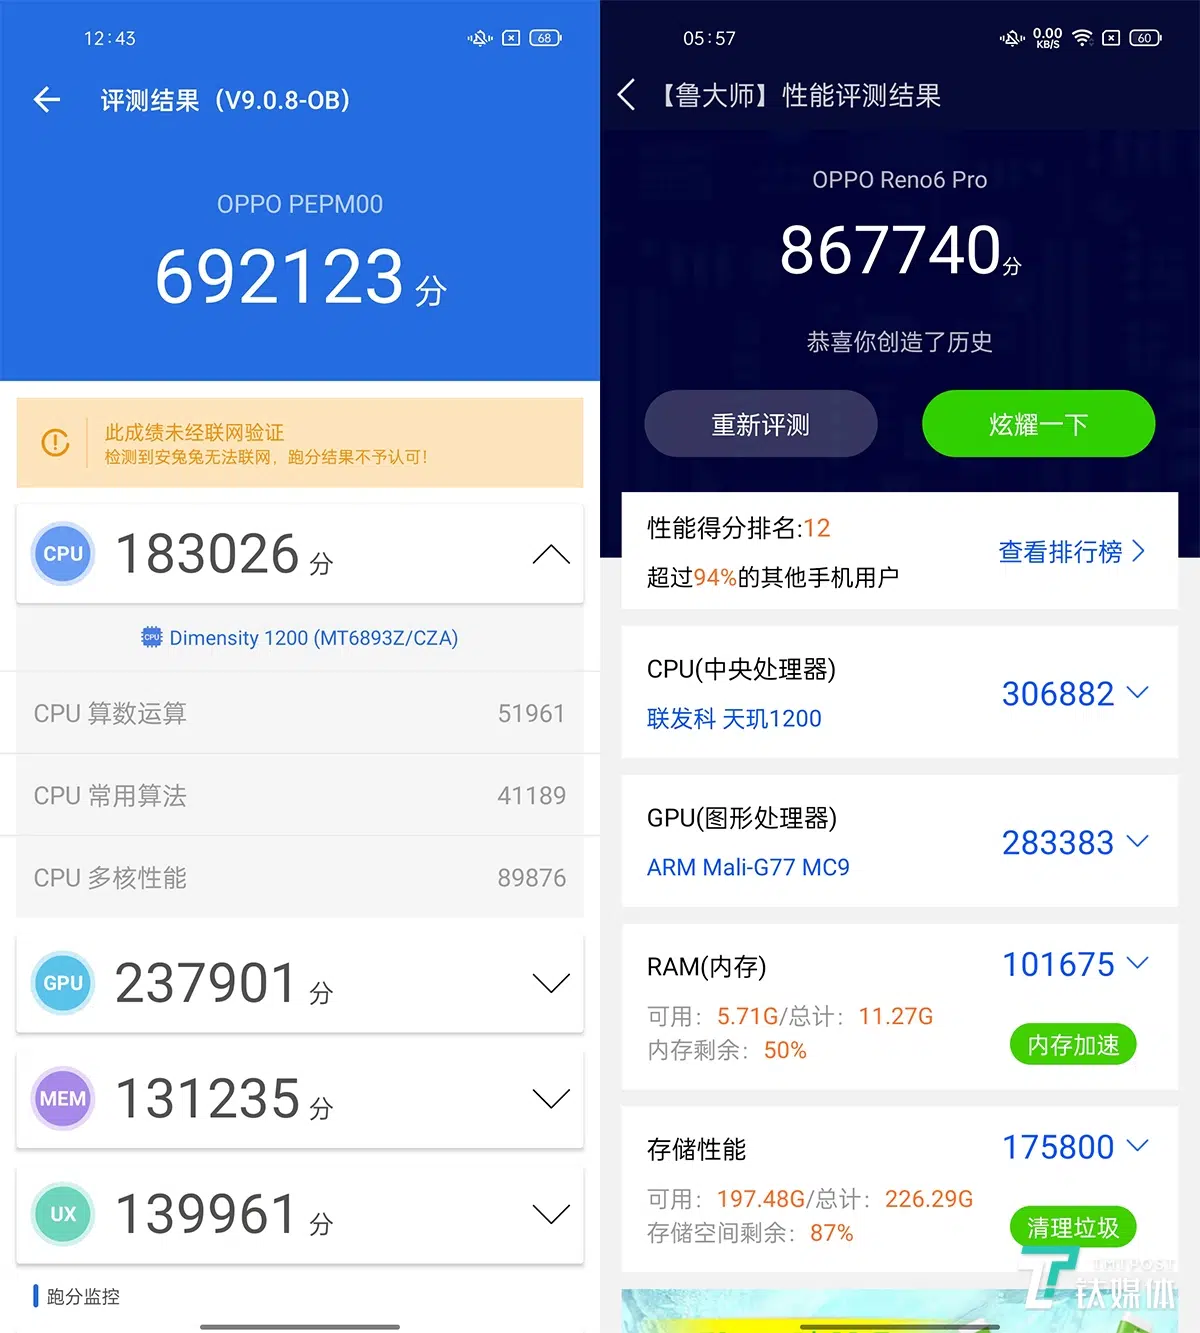 12:43
68
评测结果（V9.0.8-OB）
OPPO PEPM00
692123 分
此成绩未经联网验证
检测到安兔兔无法联网，跑分结果不予认可！
CPU 183026 分
CPU Dimensity 1200 (MT6893Z/CZA)
CPU 算数运算 51961
CPU 常用算法 41189
CPU 多核性能 89876
GPU 237901 分
MEM 131235 分
UX 139961 分
跑分监控
05:57
0.00 KB/S
60
【鲁大师】性能评测结果
OPPO Reno6 Pro
867740分
恭喜你创造了历史
重新评测
炫耀一下
性能得分排名:12
超过94%的其他手机用户
查看排行榜
CPU(中央处理器)
联发科 天玑1200
306882
GPU(图形处理器)
ARM Mali-G77 MC9
283383
RAM(内存)
101675
可用：5.71G/总计：11.27G
内存剩余：50%
内存加速
存储性能
175800
可用：197.48G/总计：226.29G
存储空间剩余：87%
清理垃圾
TMTPOST
钛媒体